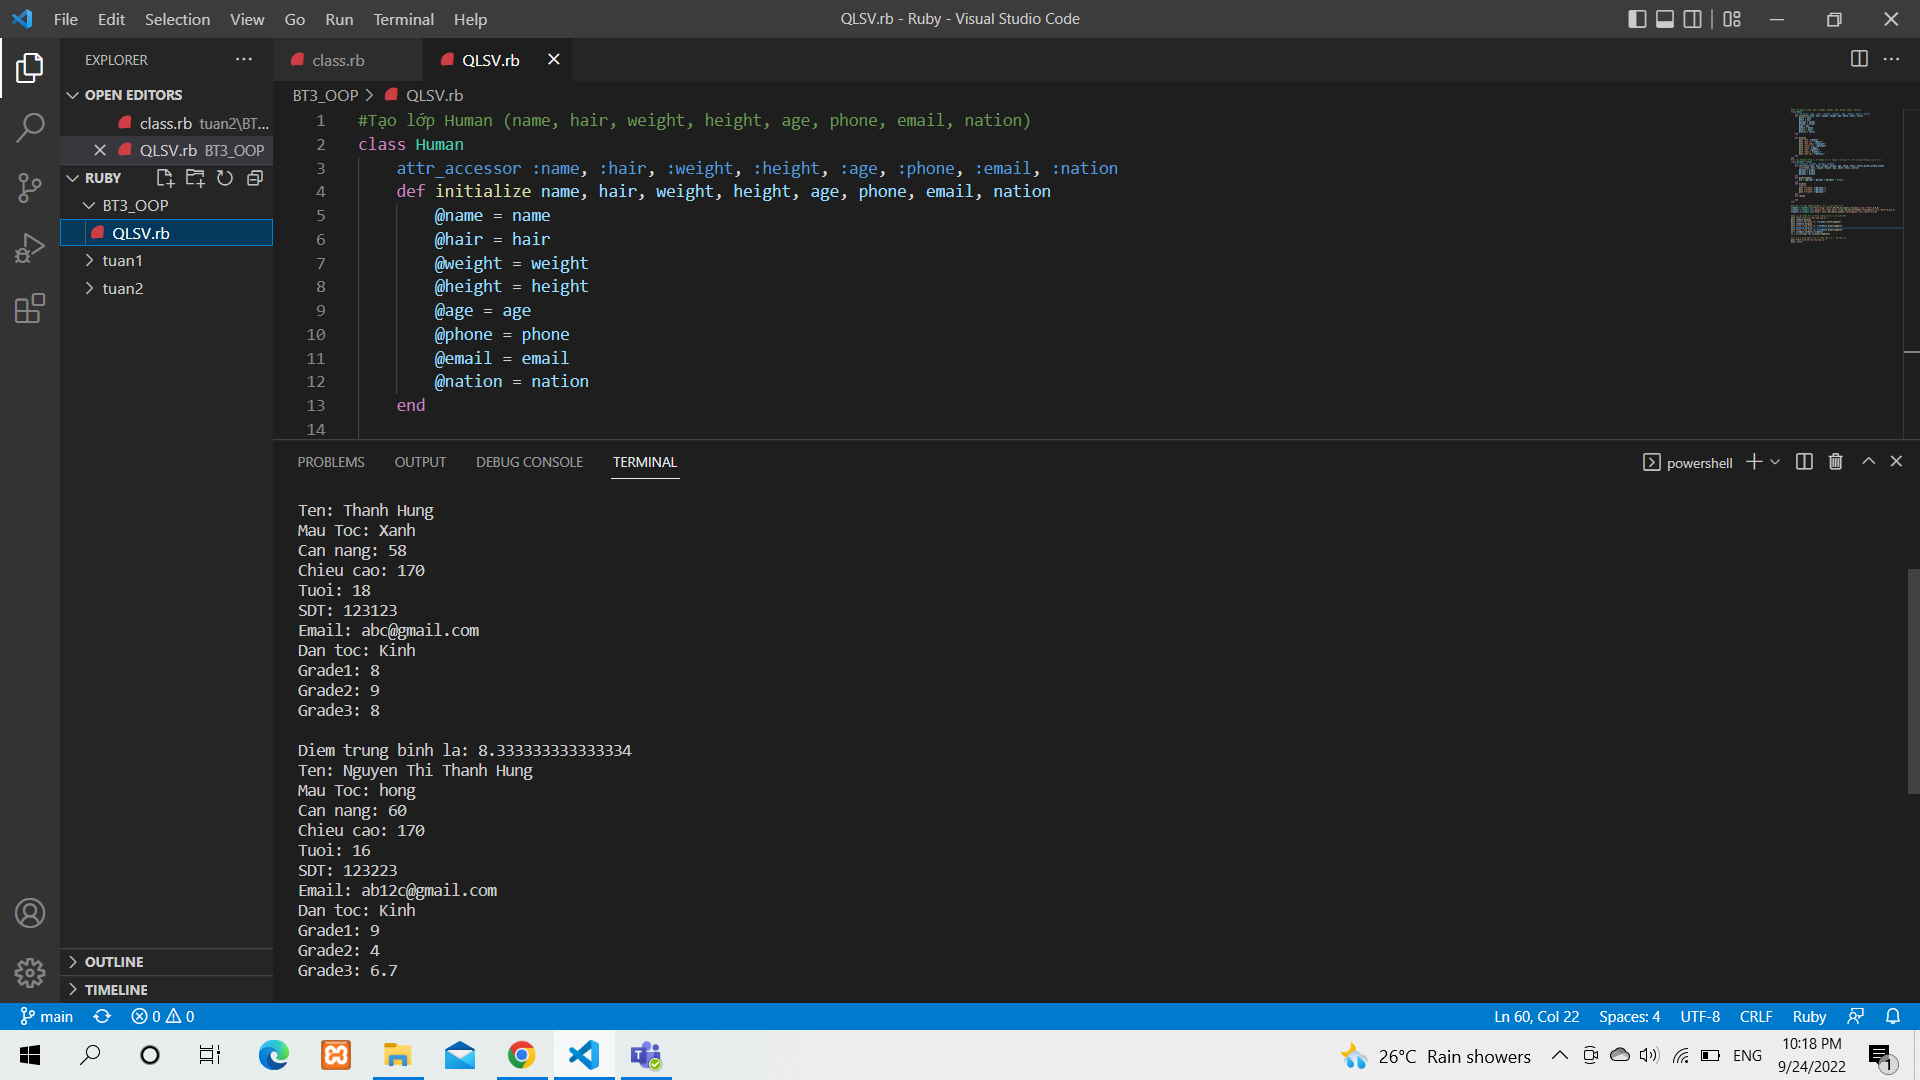 File Edit Selection View Go Run Terminal Help
QLSV.rb - Ruby - Visual Studio Code
EXPLORER
OPEN EDITORS
class.rb tuan2\BT...
QLSV.rb BT3_OOP
RUBY
BT3_OOP
QLSV.rb
tuan1
tuan2
OUTLINE
TIMELINE
class.rb
QLSV.rb
BT3_OOP > QLSV.rb
1 #Tạo lớp Human (name, hair, weight, height, age, phone, email, nation)
2 class Human
3 attr_accessor :name, :hair, :weight, :height, :age, :phone, :email, :nation
4 def initialize name, hair, weight, height, age, phone, email, nation
5 @name = name
6 @hair = hair
7 @weight = weight
8 @height = height
9 @age = age
10 @phone = phone
11 @email = email
12 @nation = nation
13 end
14
PROBLEMS OUTPUT DEBUG CONSOLE TERMINAL
powershell
Ten: Thanh Hung
Mau Toc: Xanh
Can nang: 58
Chieu cao: 170
Tuoi: 18
SDT: 123123
Email: abc@gmail.com
Dan toc: Kinh
Grade1: 8
Grade2: 9
Grade3: 8
Diem trung binh la: 8.333333333333334
Ten: Nguyen Thi Thanh Hung
Mau Toc: hong
Can nang: 60
Chieu cao: 170
Tuoi: 16
SDT: 123223
Email: ab12c@gmail.com
Dan toc: Kinh
Grade1: 9
Grade2: 4
Grade3: 6.7
main 0 0
Ln 60, Col 22 Spaces: 4 UTF-8 CRLF Ruby
26°C Rain showers
ENG
10:18 PM
9/24/2022
1